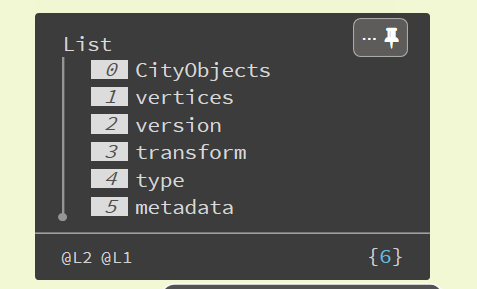 ...
List
0 CityObjects
1 vertices
2 version
3 transform
4 type
5 metadata
@L2 @L1 {6}